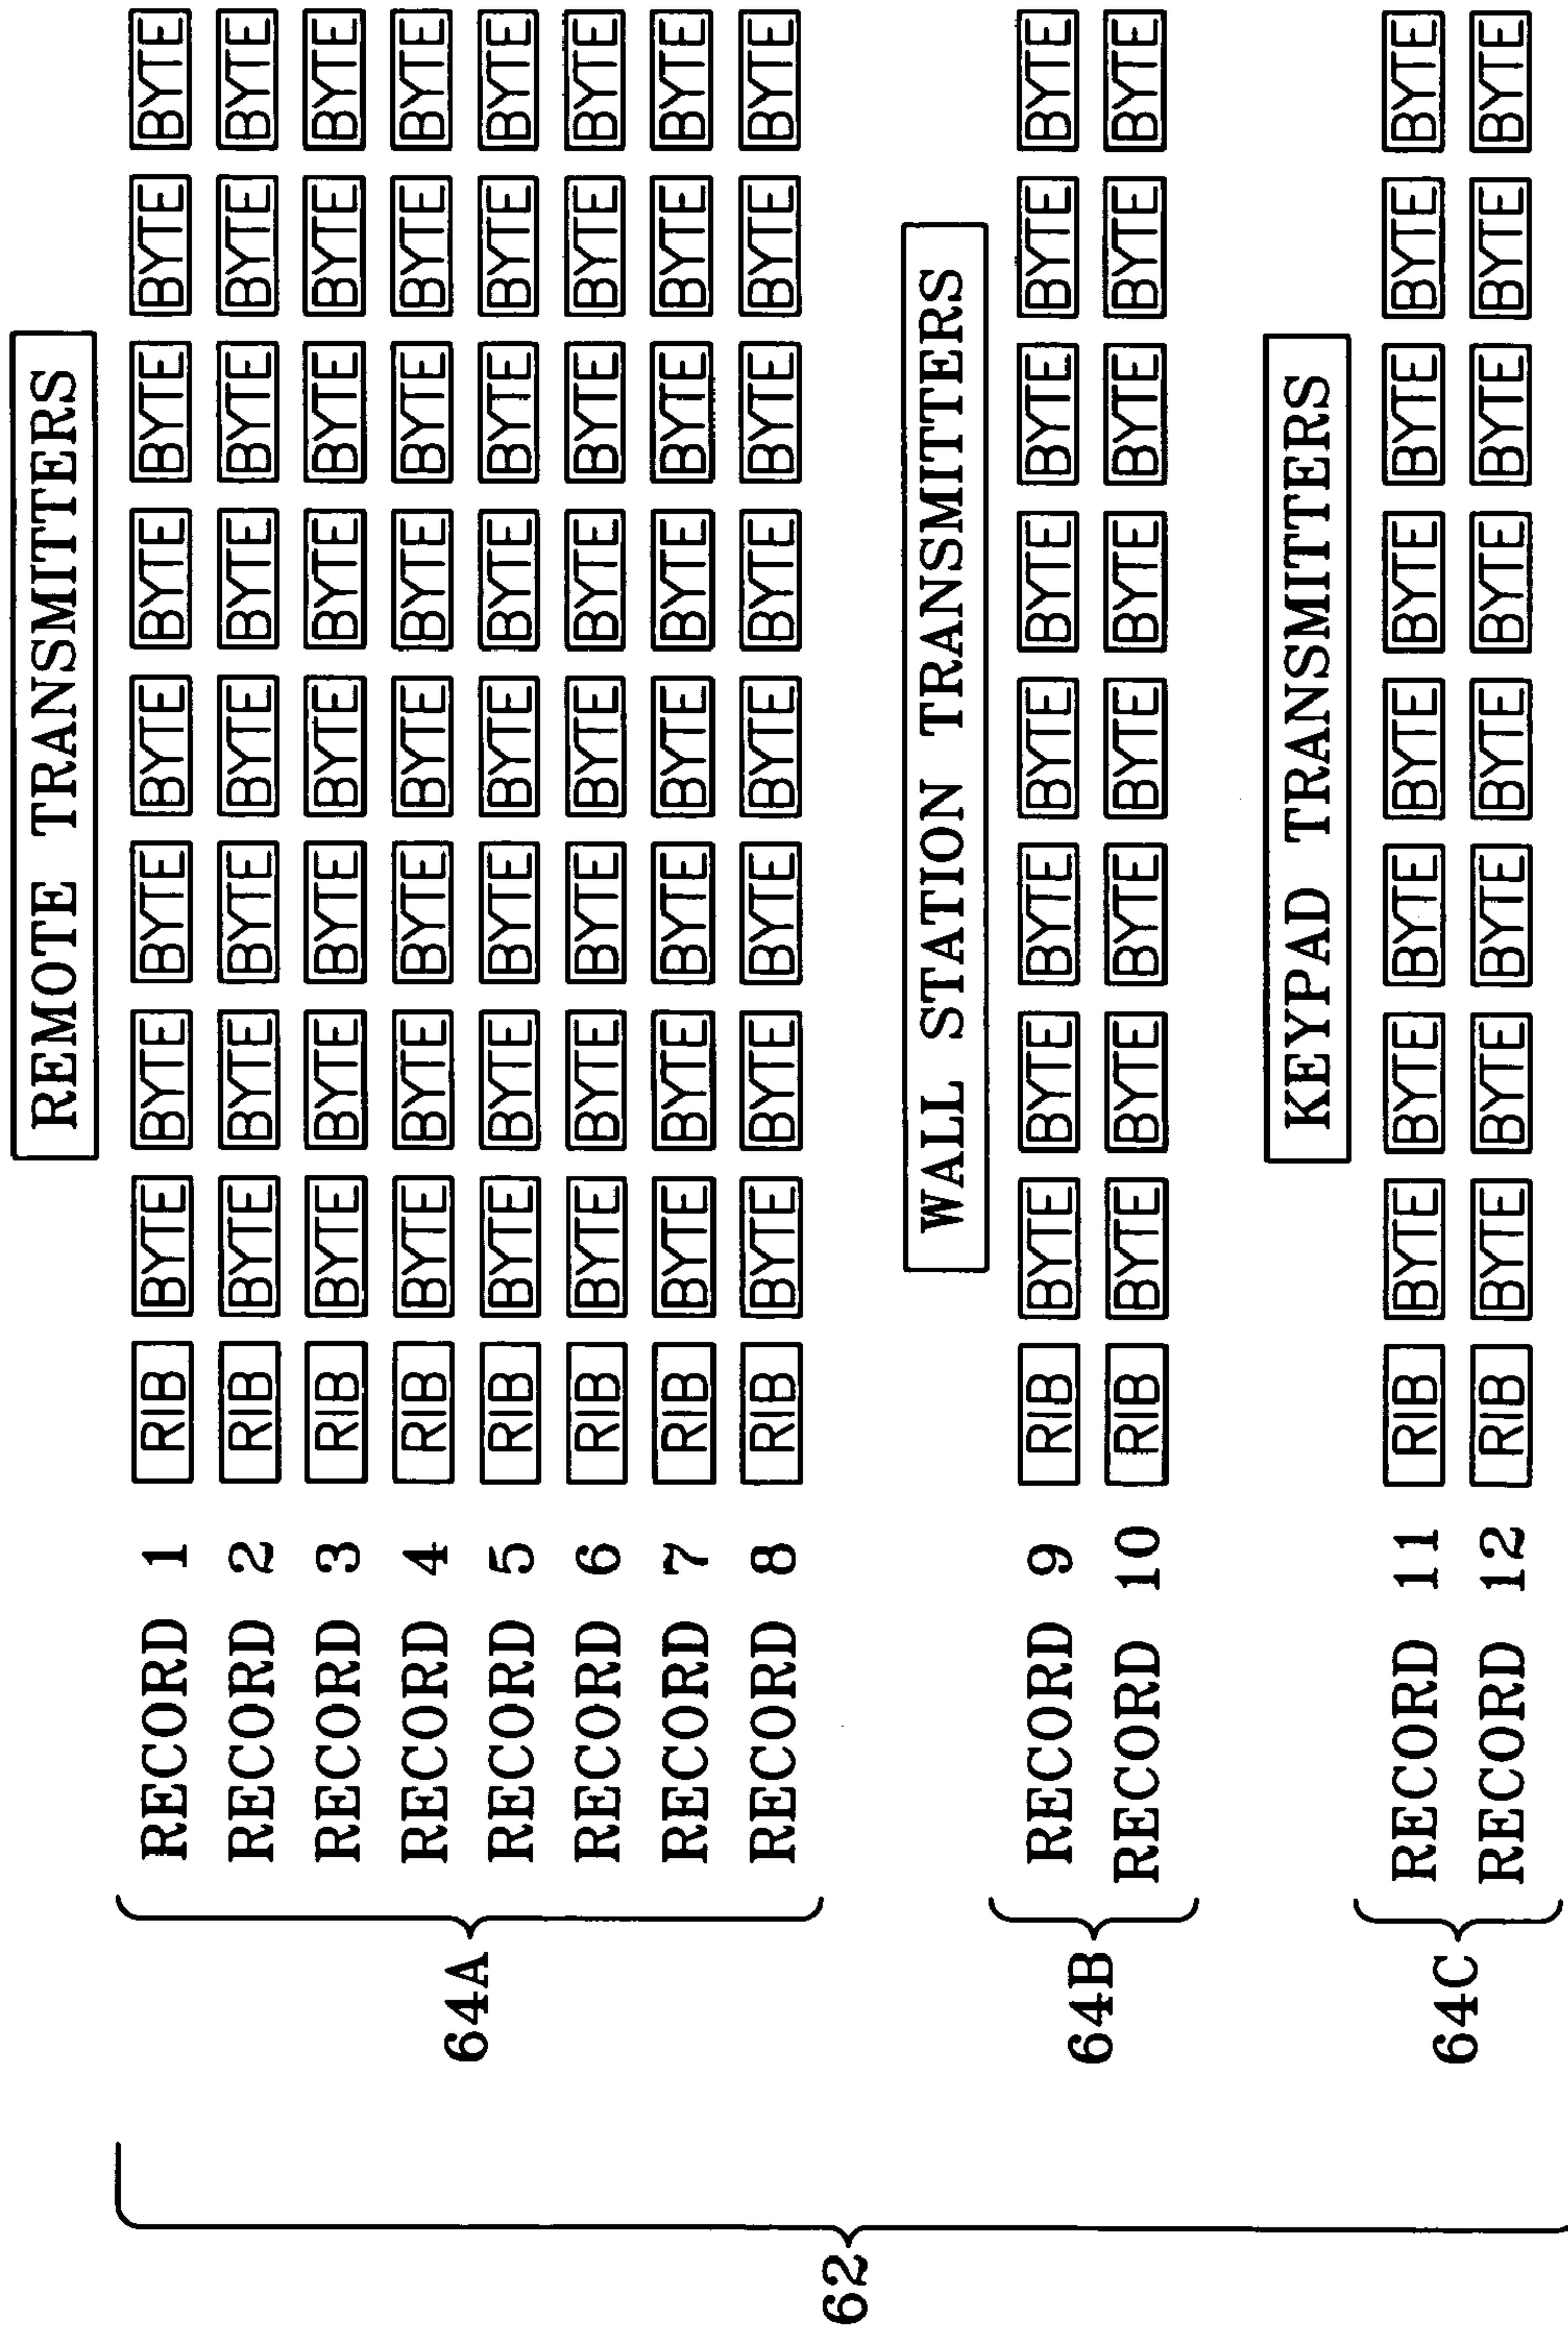 REMOTE TRANSMITTERS
RECORD 1 RIB BYTE BYTE BYTE BYTE BYTE BYTE BYTE BYTE
RECORD 2 RIB BYTE BYTE BYTE BYTE BYTE BYTE BYTE BYTE
RECORD 3 RIB BYTE BYTE BYTE BYTE BYTE BYTE BYTE BYTE
RECORD 4 RIB BYTE BYTE BYTE BYTE BYTE BYTE BYTE BYTE
64A
RECORD 5 RIB BYTE BYTE BYTE BYTE BYTE BYTE BYTE BYTE
RECORD 6 RIB BYTE BYTE BYTE BYTE BYTE BYTE BYTE BYTE
RECORD 7 RIB BYTE BYTE BYTE BYTE BYTE BYTE BYTE BYTE
RECORD 8 RIB BYTE BYTE BYTE BYTE BYTE BYTE BYTE BYTE
62
WALL STATION TRANSMITTERS
RECORD 9 RIB BYTE BYTE BYTE BYTE BYTE BYTE BYTE BYTE
64B
RECORD 10 RIB BYTE BYTE BYTE BYTE BYTE BYTE BYTE BYTE
KEYPAD TRANSMITTERS
RECORD 11 RIB BYTE BYTE BYTE BYTE BYTE BYTE BYTE BYTE
64C
RECORD 12 RIB BYTE BYTE BYTE BYTE BYTE BYTE BYTE BYTE